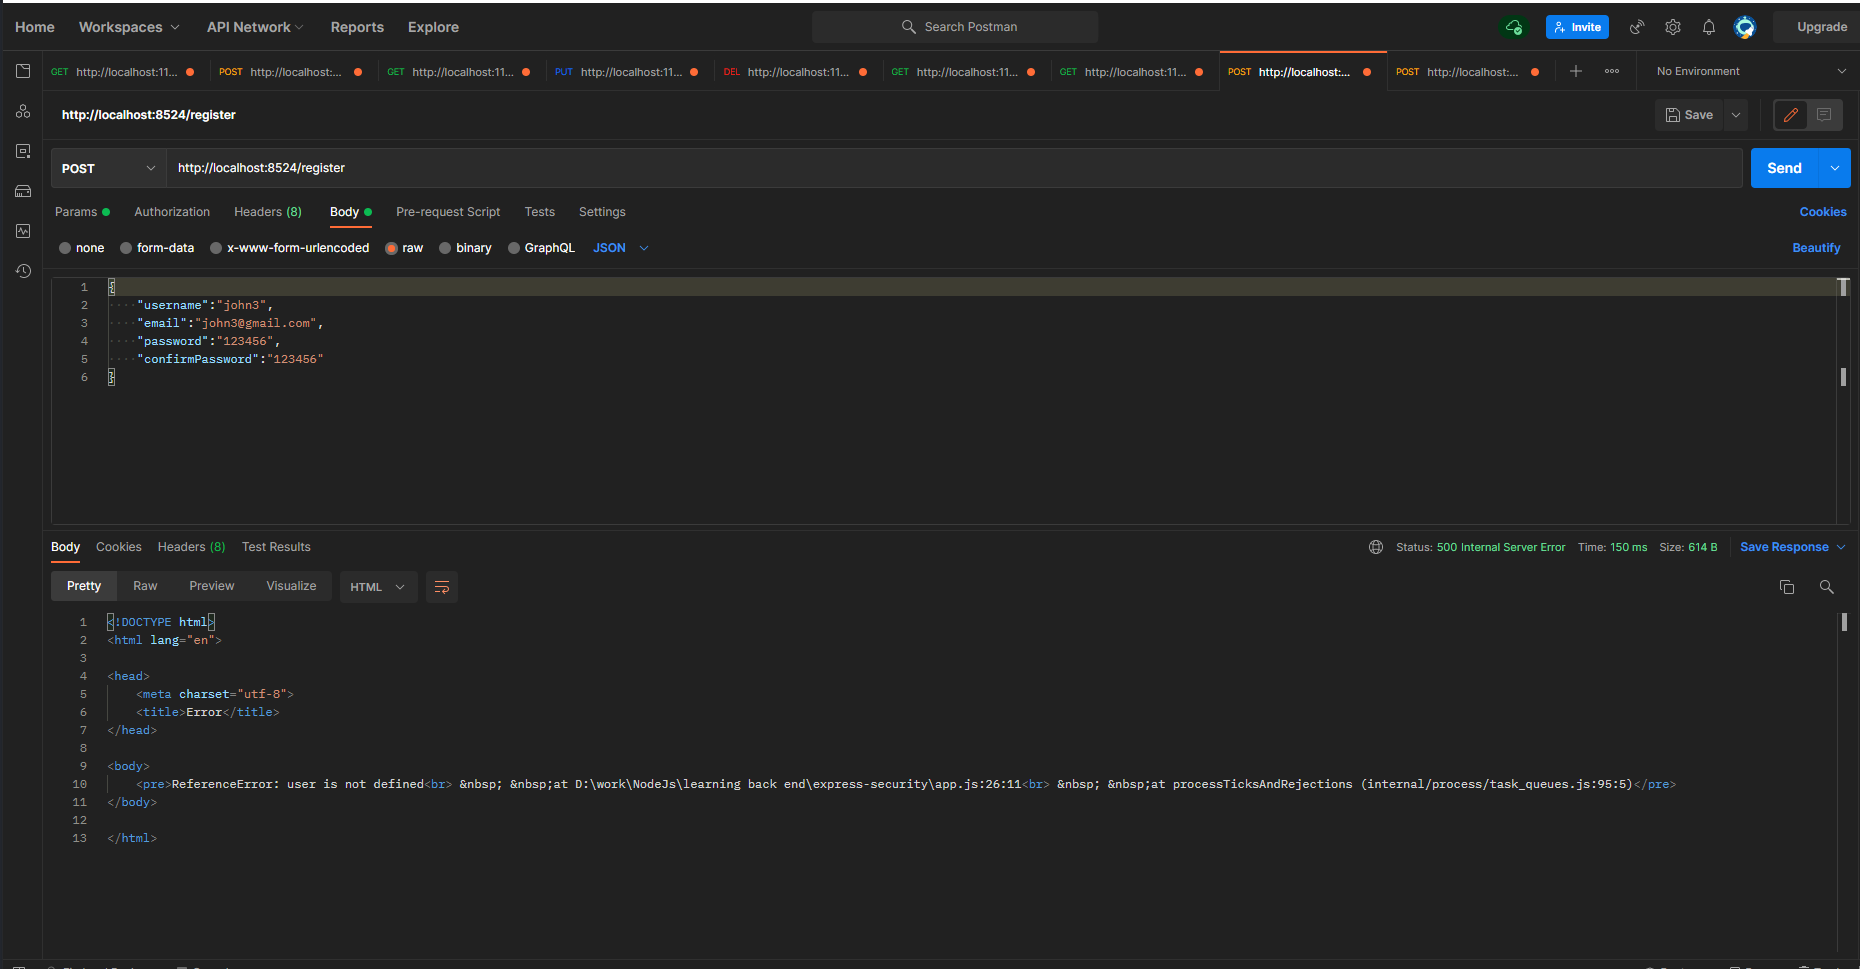 Home Workspaces API Network Reports Explore Search Postman Invite Upgrade
GET http://localhost:11... POST http://localhost:... GET http://localhost:11... PUT http://localhost:11... DEL http://localhost:11... GET http://localhost:11... GET http://localhost:11... POST http://localhost:... POST http://localhost:... No Environment
http://localhost:8524/register Save
POST http://localhost:8524/register Send
Params Authorization Headers (8) Body Pre-request Script Tests Settings Cookies
none form-data x-www-form-urlencoded raw binary GraphQL JSON Beautify
1 {
2 "username":"john3",
3 "email":"john3@gmail.com",
4 "password":"123456",
5 "confirmPassword":"123456"
6 }
Body Cookies Headers (8) Test Results Status: 500 Internal Server Error Time: 150 ms Size: 614 B Save Response
Pretty Raw Preview Visualize HTML
1 <!DOCTYPE html>
2 <html lang="en">
3
4 <head>
5 <meta charset="utf-8">
6 <title>Error</title>
7 </head>
8
9 <body>
10 <pre>ReferenceError: user is not defined<br> &nbsp; &nbsp;at D:\work\NodeJs\learning back end\express-security\app.js:26:11<br> &nbsp; &nbsp;at processTicksAndRejections (internal/process/task_queues.js:95:5)</pre>
11 </body>
12
13 </html>